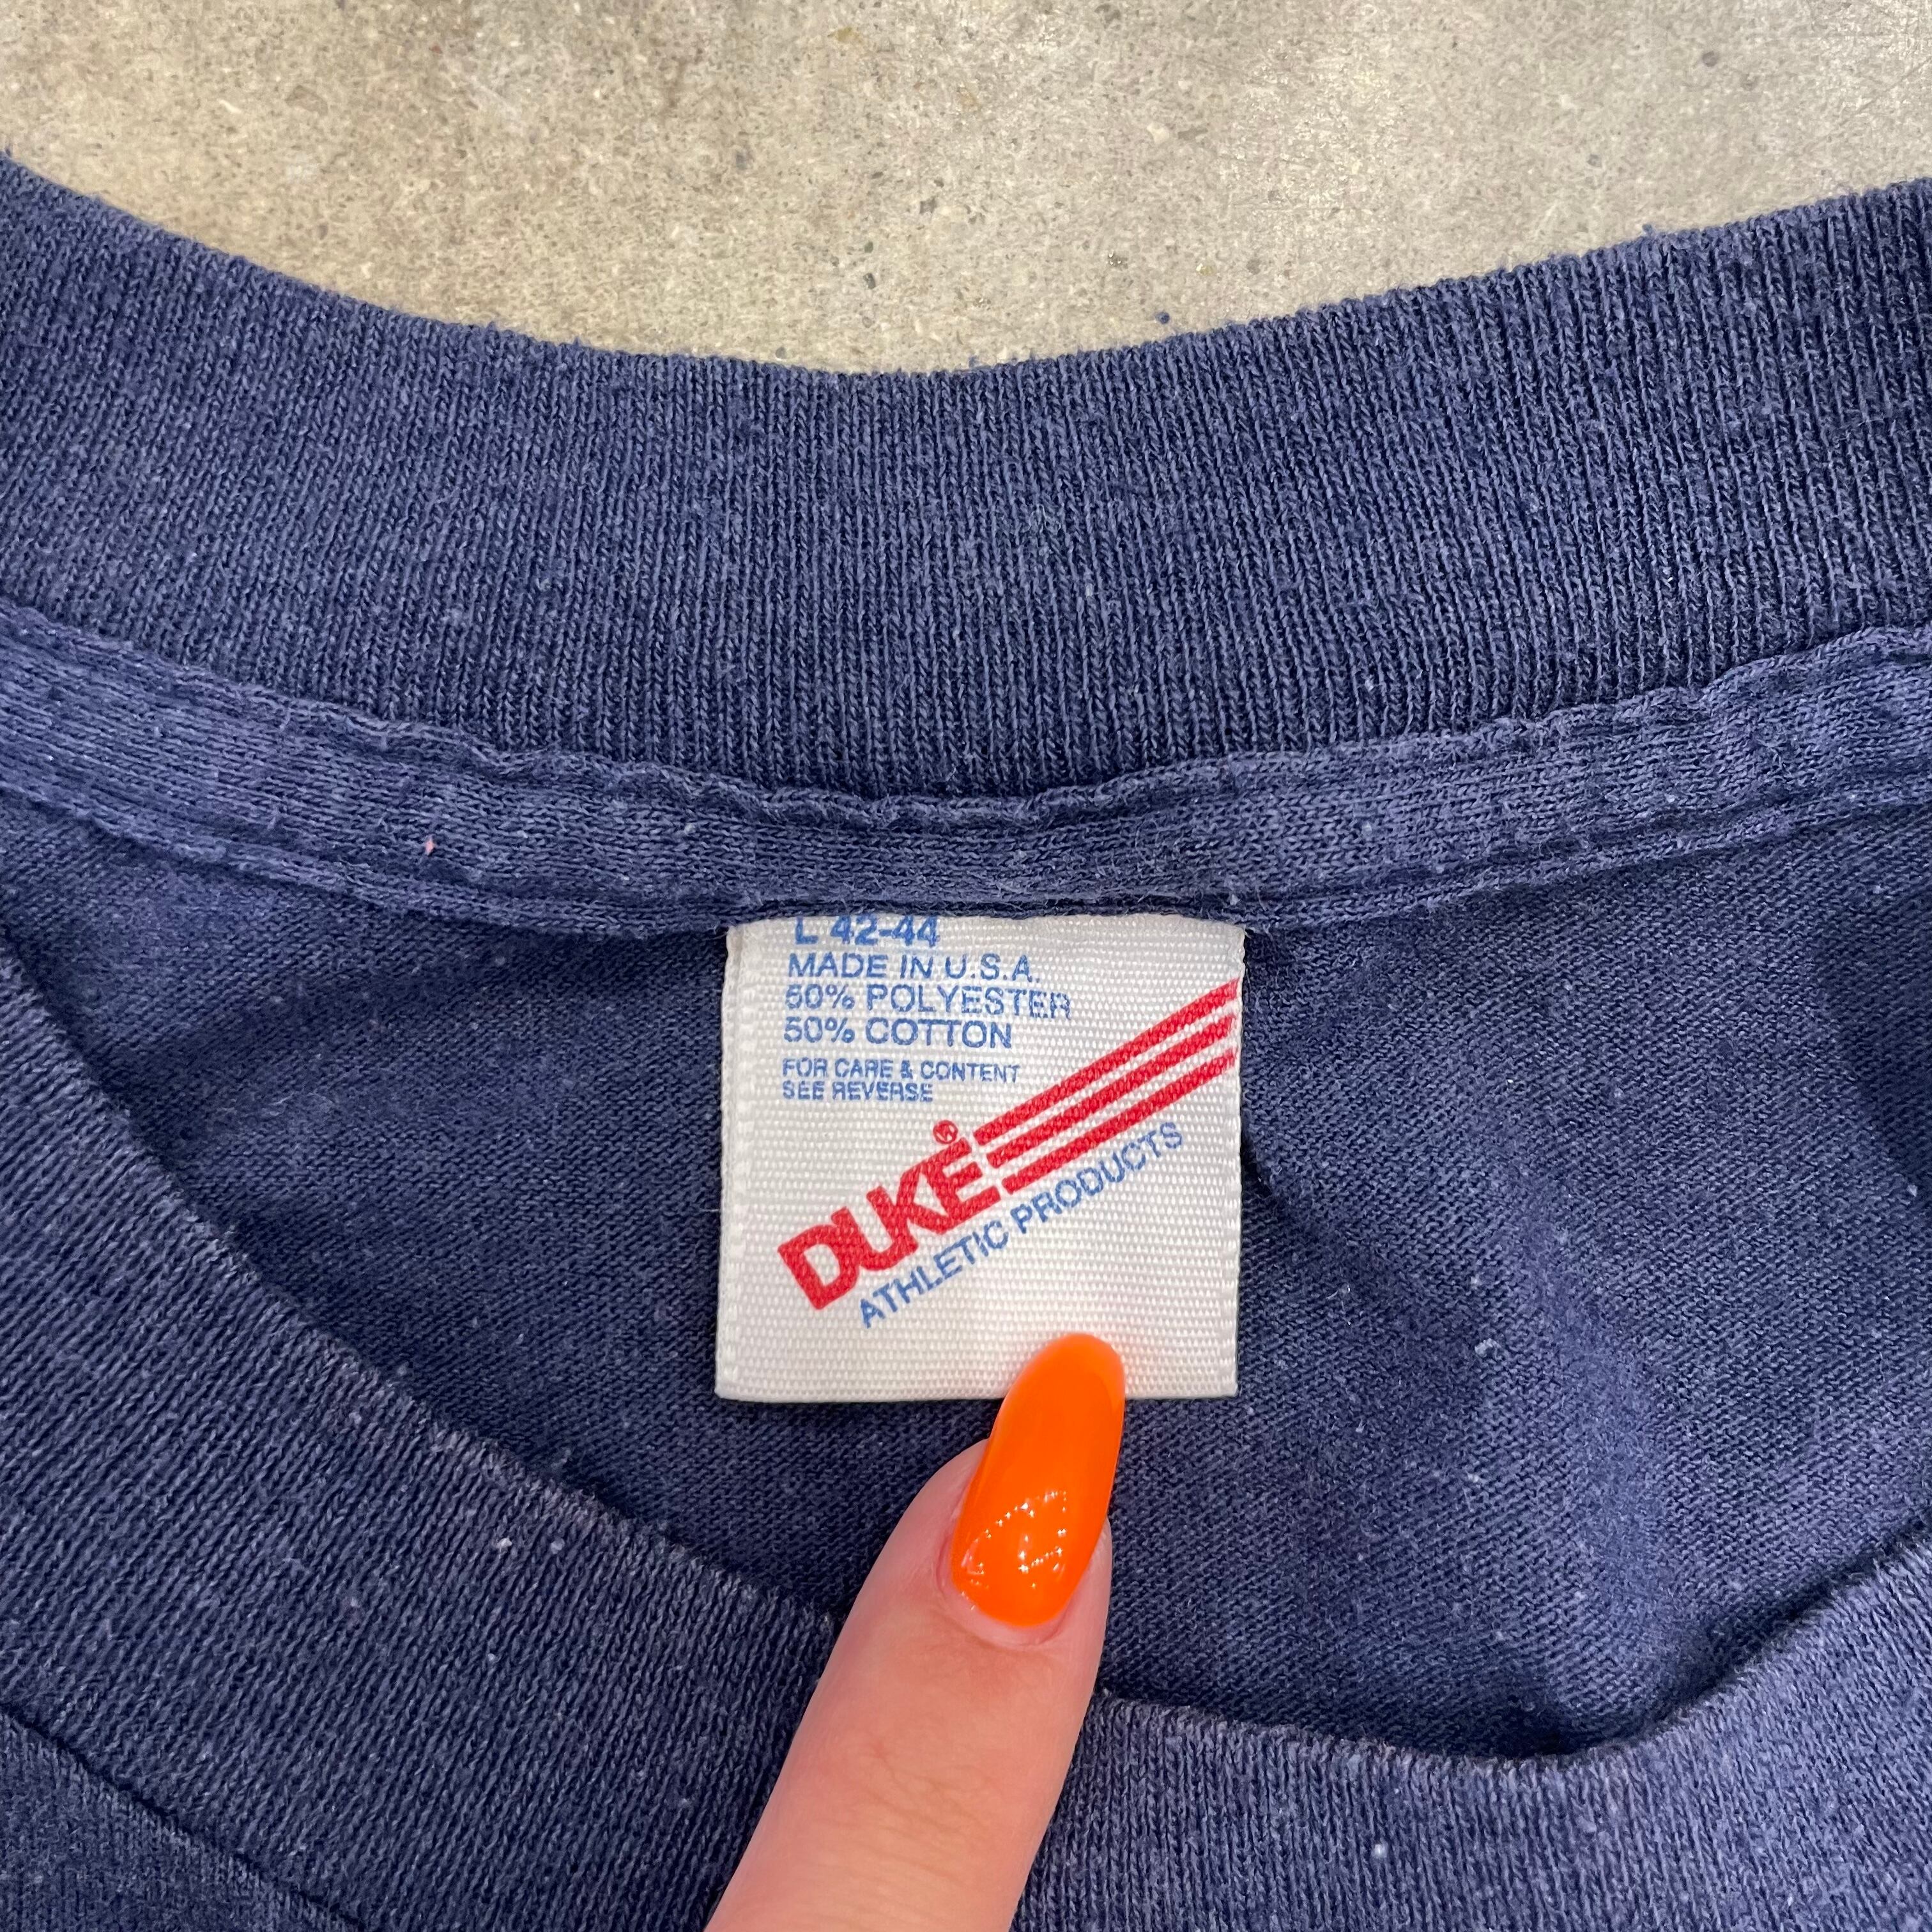 L 42-44
MADE IN U.S.A.
50% POLYESTER
50% COTTON
FOR CARE & CONTENT
SEE REVERSE
DUKE®
ATHLETIC PRODUCTS